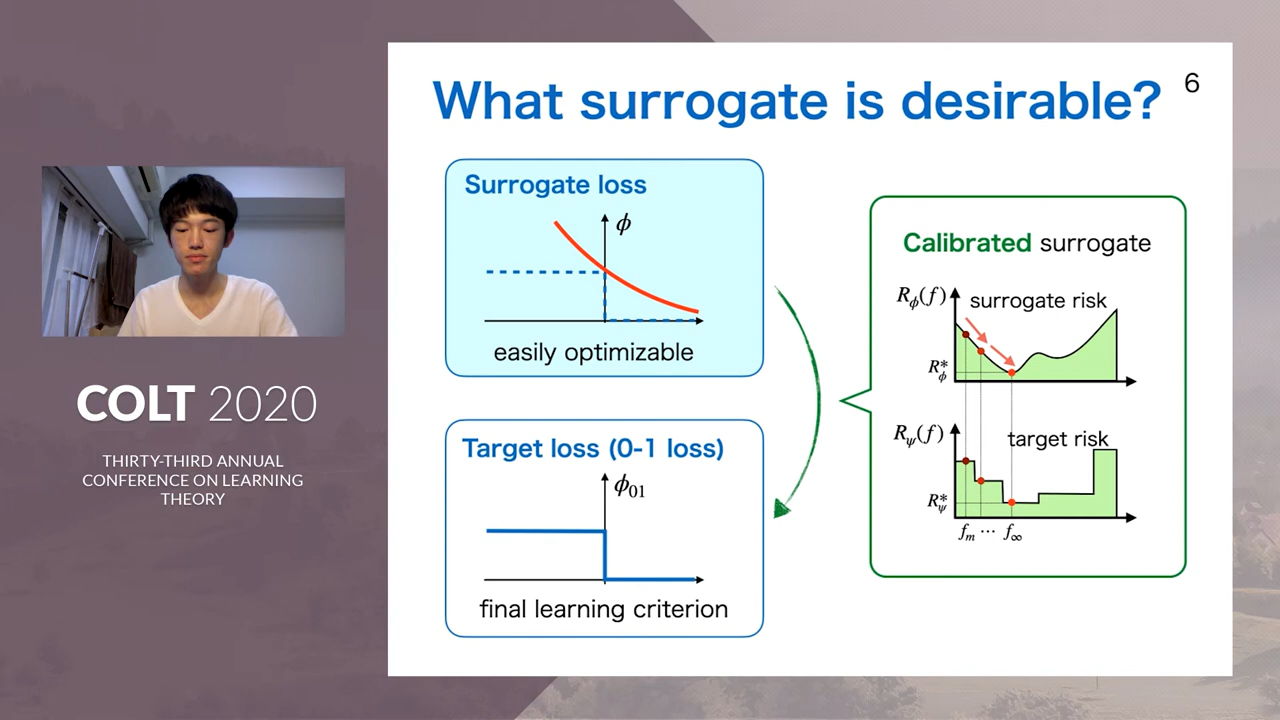 COLT 2020
THIRTY-THIRD ANNUAL
CONFERENCE ON LEARNING
THEORY
What surrogate is desirable?
6
Surrogate loss
ϕ
easily optimizable
Target loss (0-1 loss)
ϕ₀₁
final learning criterion
Calibrated surrogate
R_ϕ(f)
surrogate risk
R*_ϕ
R_ψ(f)
target risk
R*_ψ
f_m ⋯ f_∞